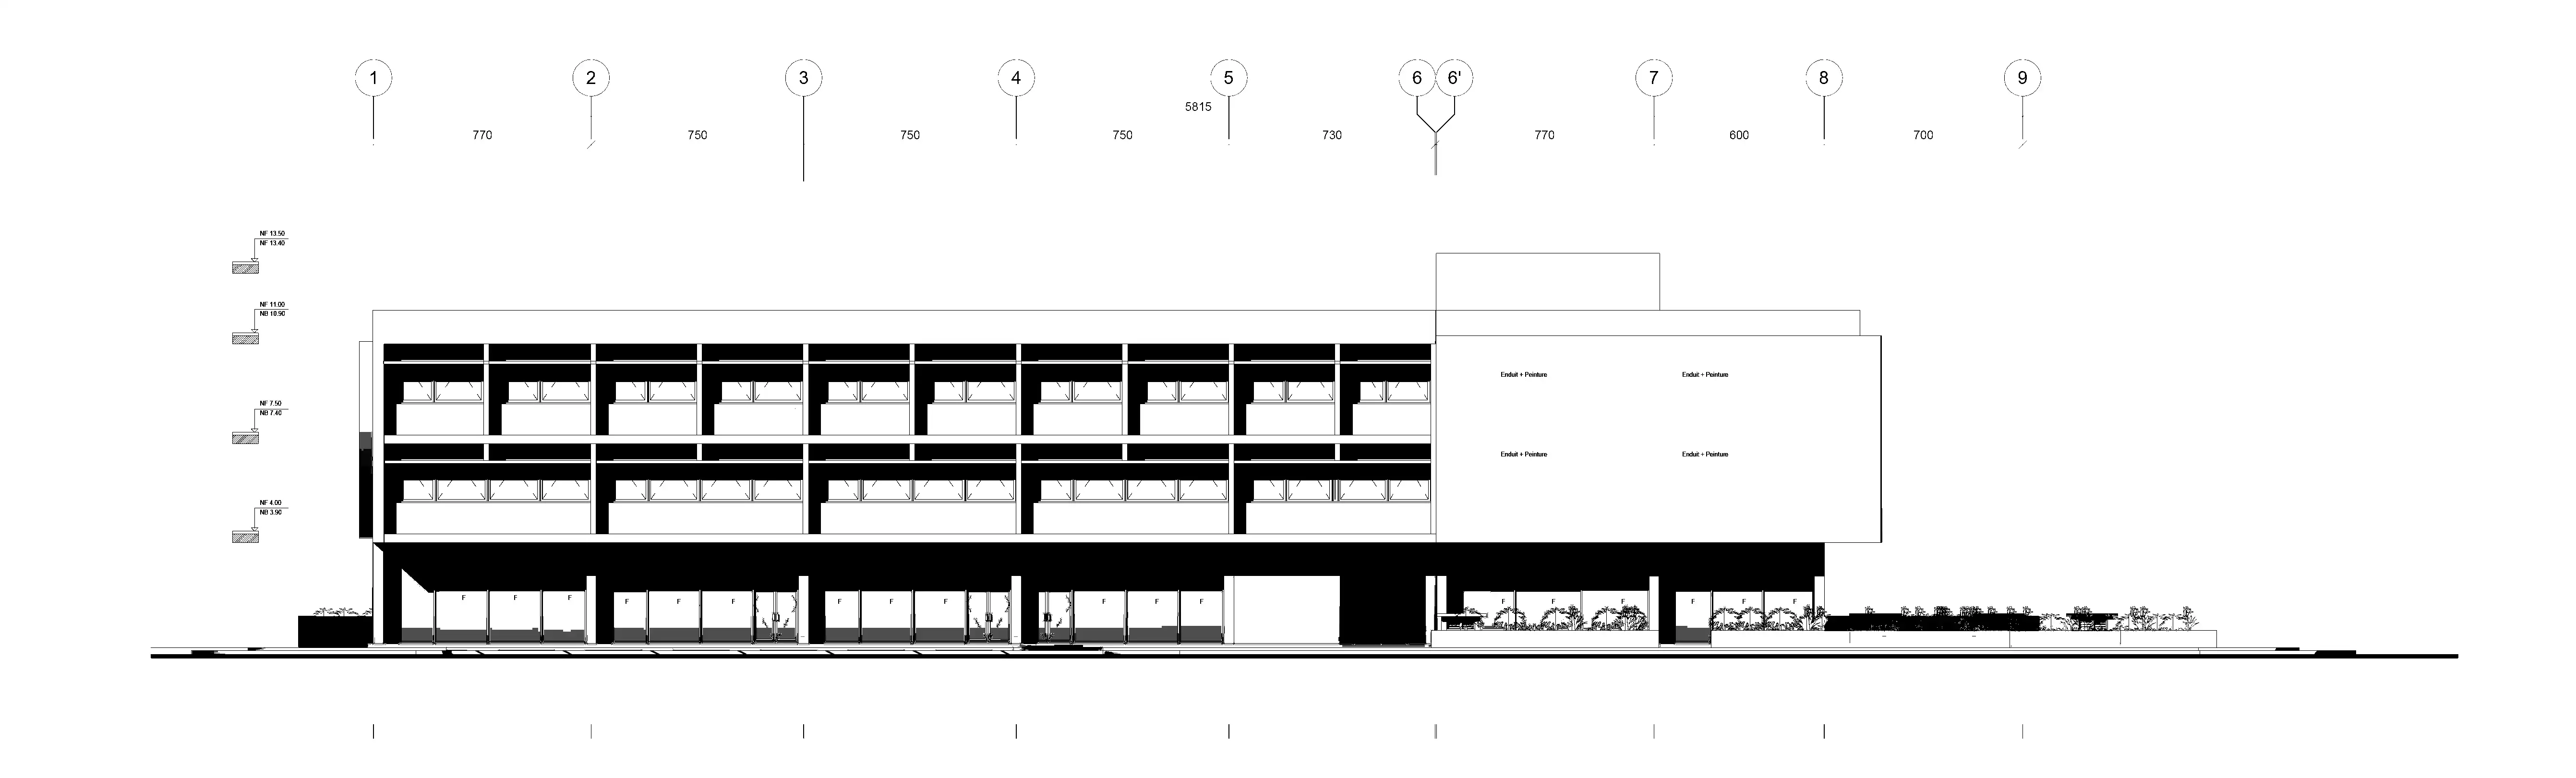 1 2 3 4 5 6 6' 7 8 9
5815
770 750 750 750 730 770 600 700
NF 13.50
NF 13.40
NF 11.00
NB 10.90
Enduit + Peinture Enduit + Peinture
NF 7.50
NB 7.40
Enduit + Peinture Enduit + Peinture
NF 4.00
NB 3.90
F F F F F F F F F F F F F F F F F F